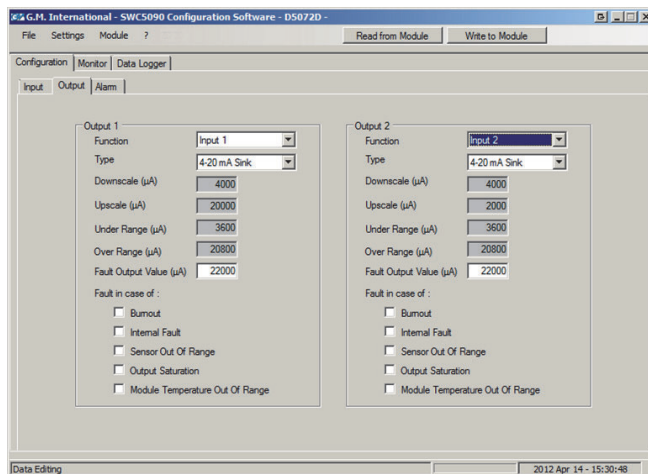 G.M. International - SWC5090 Configuration Software - D5072D -
File Settings Module ? Read from Module Write to Module
Configuration Monitor Data Logger
Input Output Alarm
Output 1
Function Input 1
Type 4-20 mA Sink
Downscale (µA) 4000
Upscale (µA) 20000
Under Range (µA) 3600
Over Range (µA) 20800
Fault Output Value (µA) 22000
Fault in case of :
Burnout
Internal Fault
Sensor Out Of Range
Output Saturation
Module Temperature Out Of Range
Output 2
Function Input 2
Type 4-20 mA Sink
Downscale (µA) 4000
Upscale (µA) 2000
Under Range (µA) 3600
Over Range (µA) 20800
Fault Output Value (µA) 22000
Fault in case of :
Burnout
Internal Fault
Sensor Out Of Range
Output Saturation
Module Temperature Out Of Range
Data Editing 2012 Apr 14 - 15:30:48